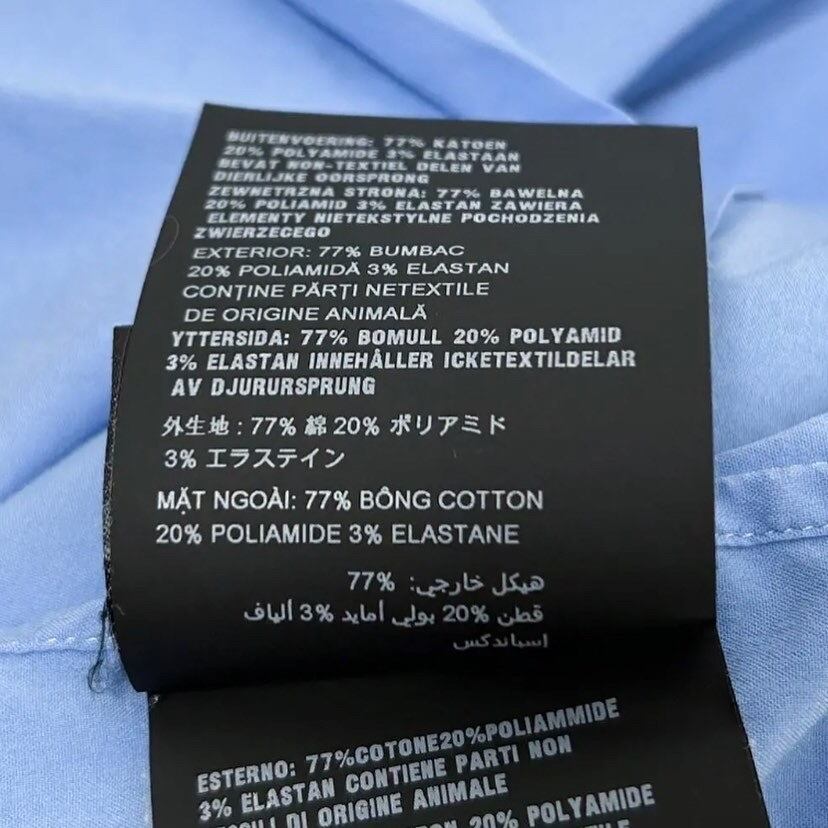 BUITENVOERING: 77% KATOEN
20% POLYAMIDE 3% ELASTAAN
BEVAT NON-TEXTIEL DELEN VAN
DIERLIJKE OORSPRONG
ZEWNETRZNA STRONA: 77% BAWELNA
20% POLIAMID 3% ELASTAN ZAWIERA
ELEMENTY NIETEKSTYLNE POCHODZENIA
ZWIERZECEGO
EXTERIOR: 77% BUMBAC
20% POLIAMIDĂ 3% ELASTAN
CONȚINE PĂRȚI NETEXTILE
DE ORIGINE ANIMALĂ
YTTERSIDA: 77% BOMULL 20% POLYAMID
3% ELASTAN INNEHÅLLER ICKETEXTILDELAR
AV DJURURSPRUNG
外生地 : 77% 綿 20% ポリアミド
3% エラステイン
MẶT NGOÀI: 77% BÔNG COTTON
20% POLIAMIDE 3% ELASTANE
هيكل خارجي: 77%
قطن 20% بولي أمايد 3% ألياف
اسباندكس
ESTERNO: 77%COTONE20%POLIAMMIDE
3% ELASTAN CONTIENE PARTI NON
DI ORIGINE ANIMALE
20% POLYAMIDE